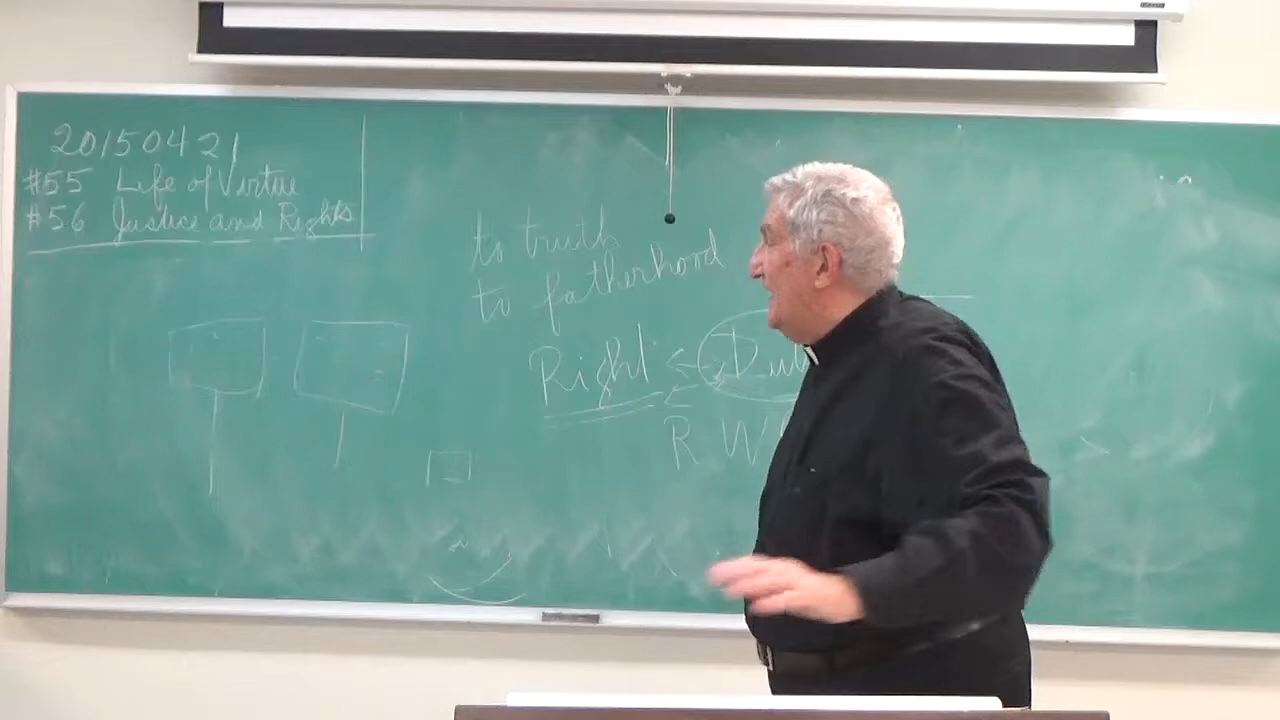 20150421
#55 Life of Virtue
#56 Justice and Rights
to truth
to fatherhood
Right
R W